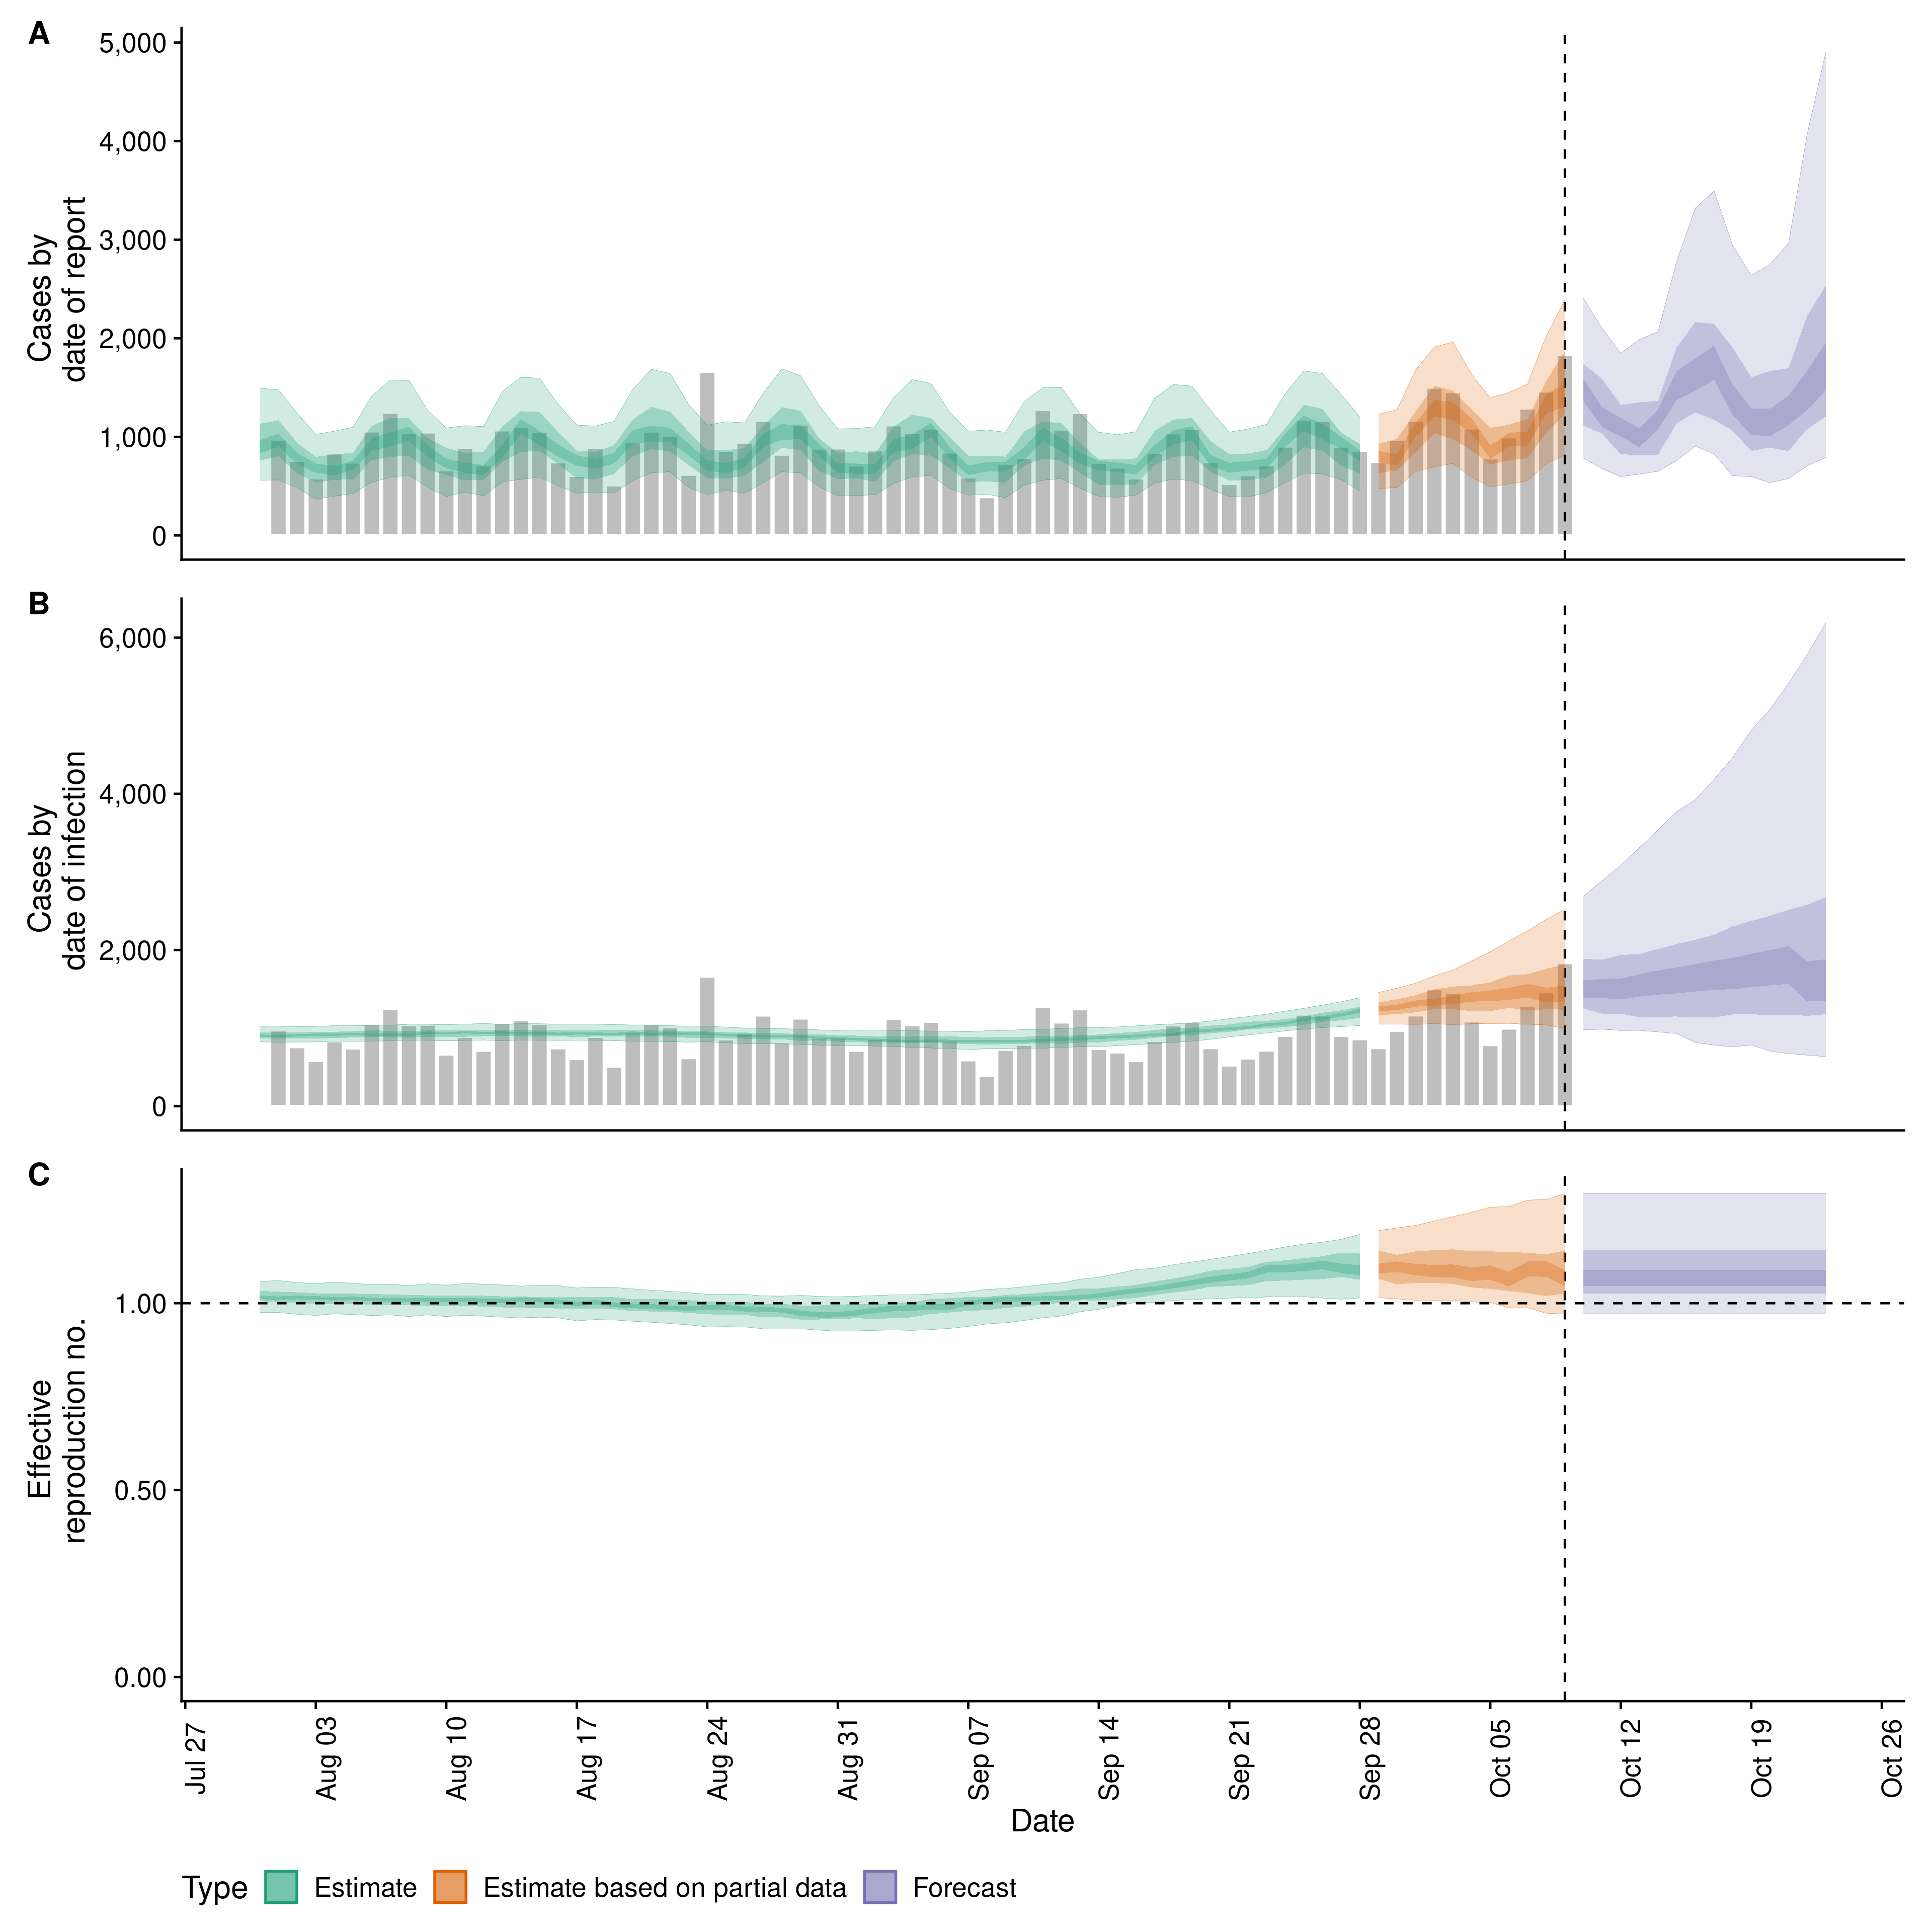 A
5,000
4,000
3,000
2,000
1,000
0
Cases by
date of report
B
6,000
4,000
2,000
0
Cases by
date of infection
C
1.00
0.50
0.00
Effective
reproduction no.
Jul 27
Aug 03
Aug 10
Aug 17
Aug 24
Aug 31
Sep 07
Sep 14
Sep 21
Sep 28
Oct 05
Oct 12
Oct 19
Oct 26
Date
Type Estimate Estimate based on partial data Forecast